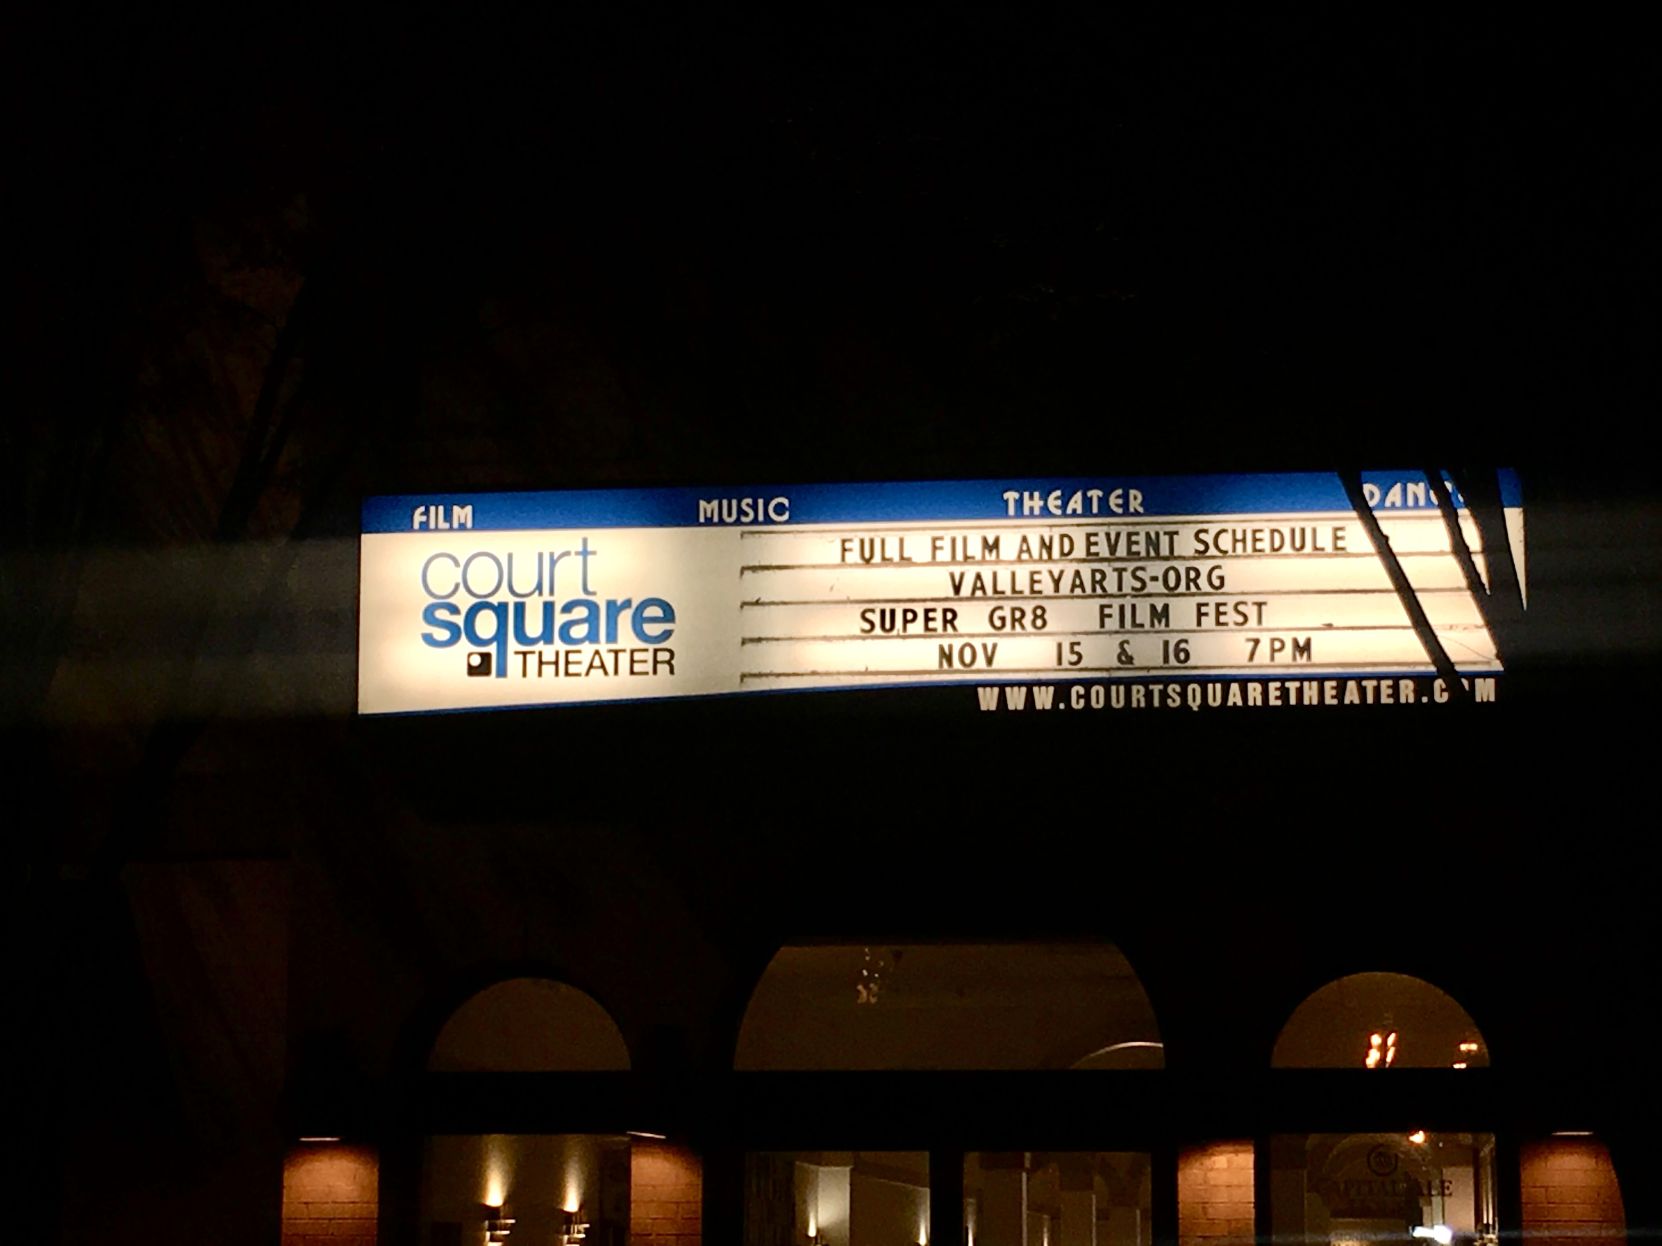 FILM MUSIC THEATER
court
square
THEATER
FULL FILM AND EVENT SCHEDULE
VALLEYARTS-ORG
SUPER GR8 FILM FEST
NOV 15 & 16 7PM